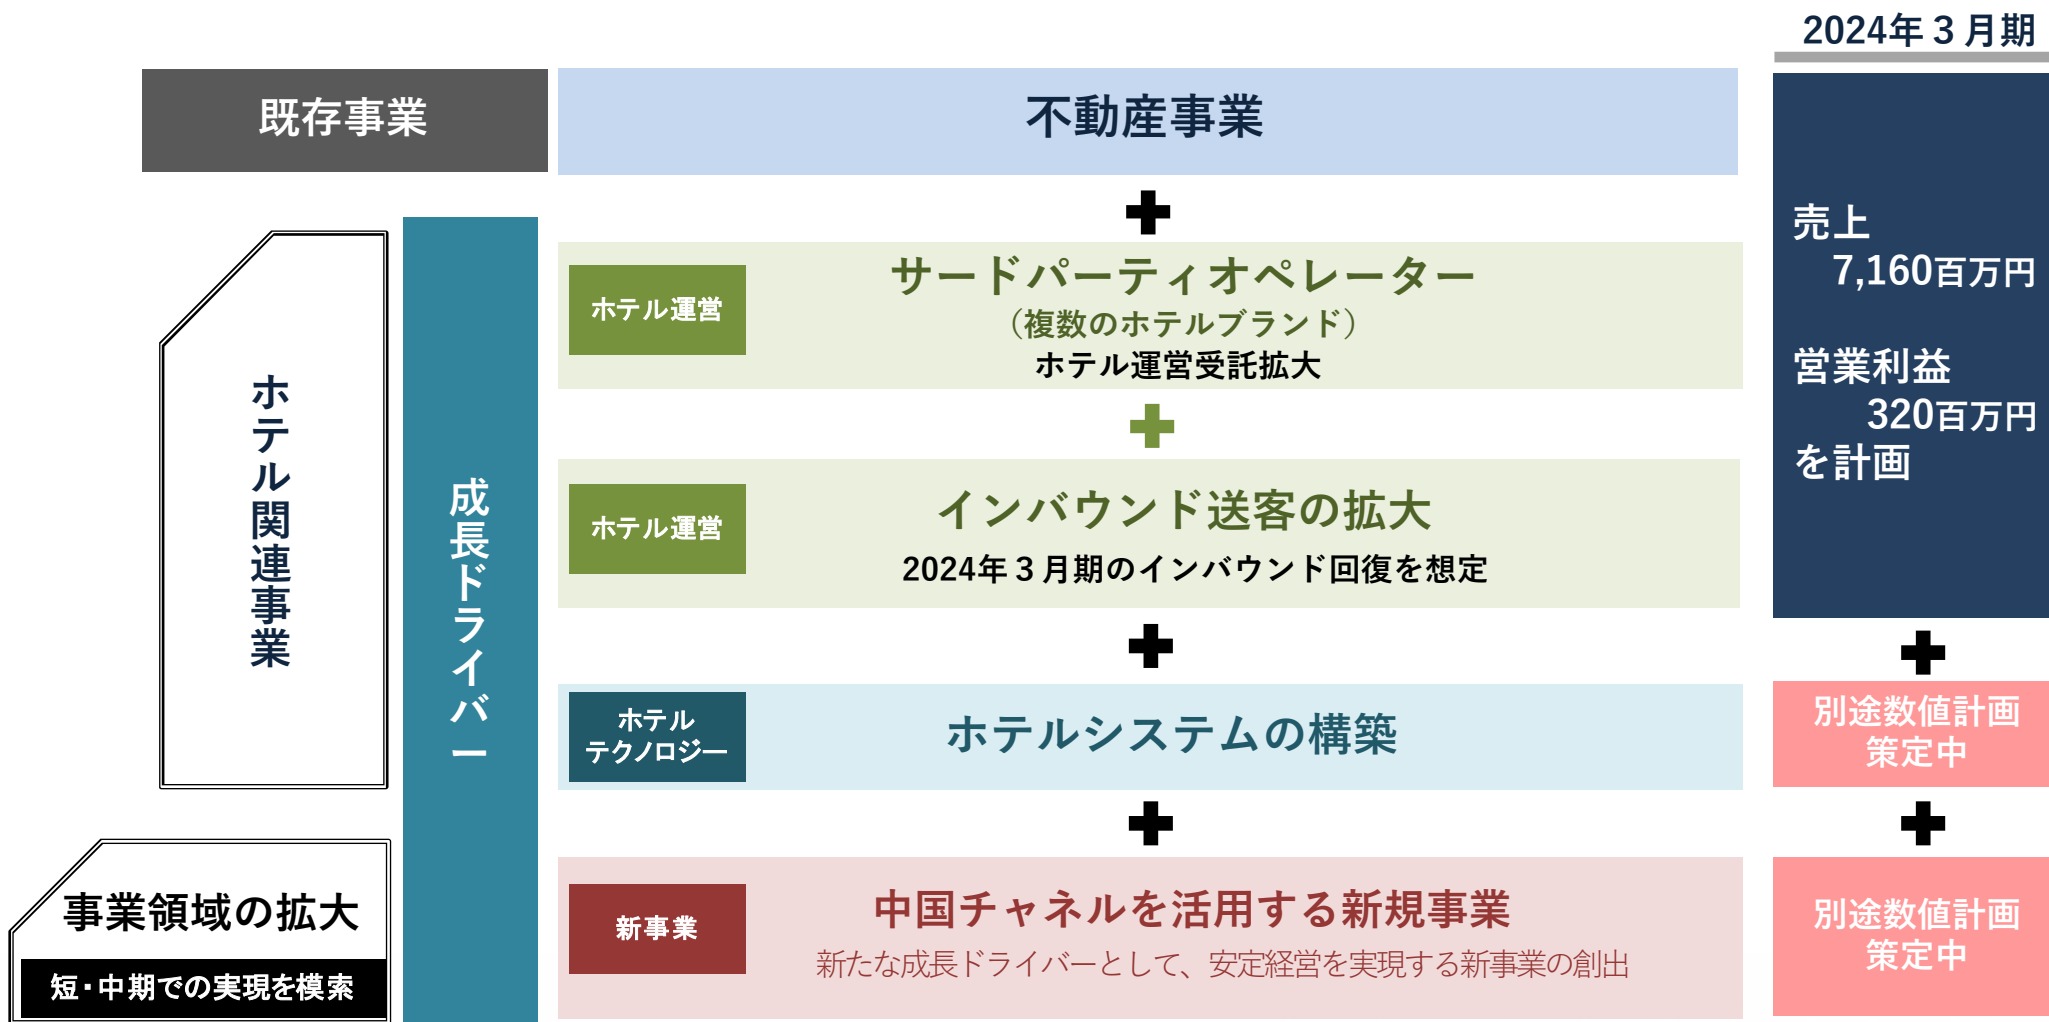 2024年３月期
既存事業
不動産事業
売上
7,160百万円
営業利益
320百万円
を計画
ホテル関連事業
成長ドライバー
ホテル運営
サードパーティオペレーター
（複数のホテルブランド）
ホテル運営受託拡大
ホテル運営
インバウンド送客の拡大
2024年３月期のインバウンド回復を想定
ホテル
テクノロジー
ホテルシステムの構築
別途数値計画
策定中
事業領域の拡大
短・中期での実現を模索
新事業
中国チャネルを活用する新規事業
新たな成長ドライバーとして、安定経営を実現する新事業の創出
別途数値計画
策定中